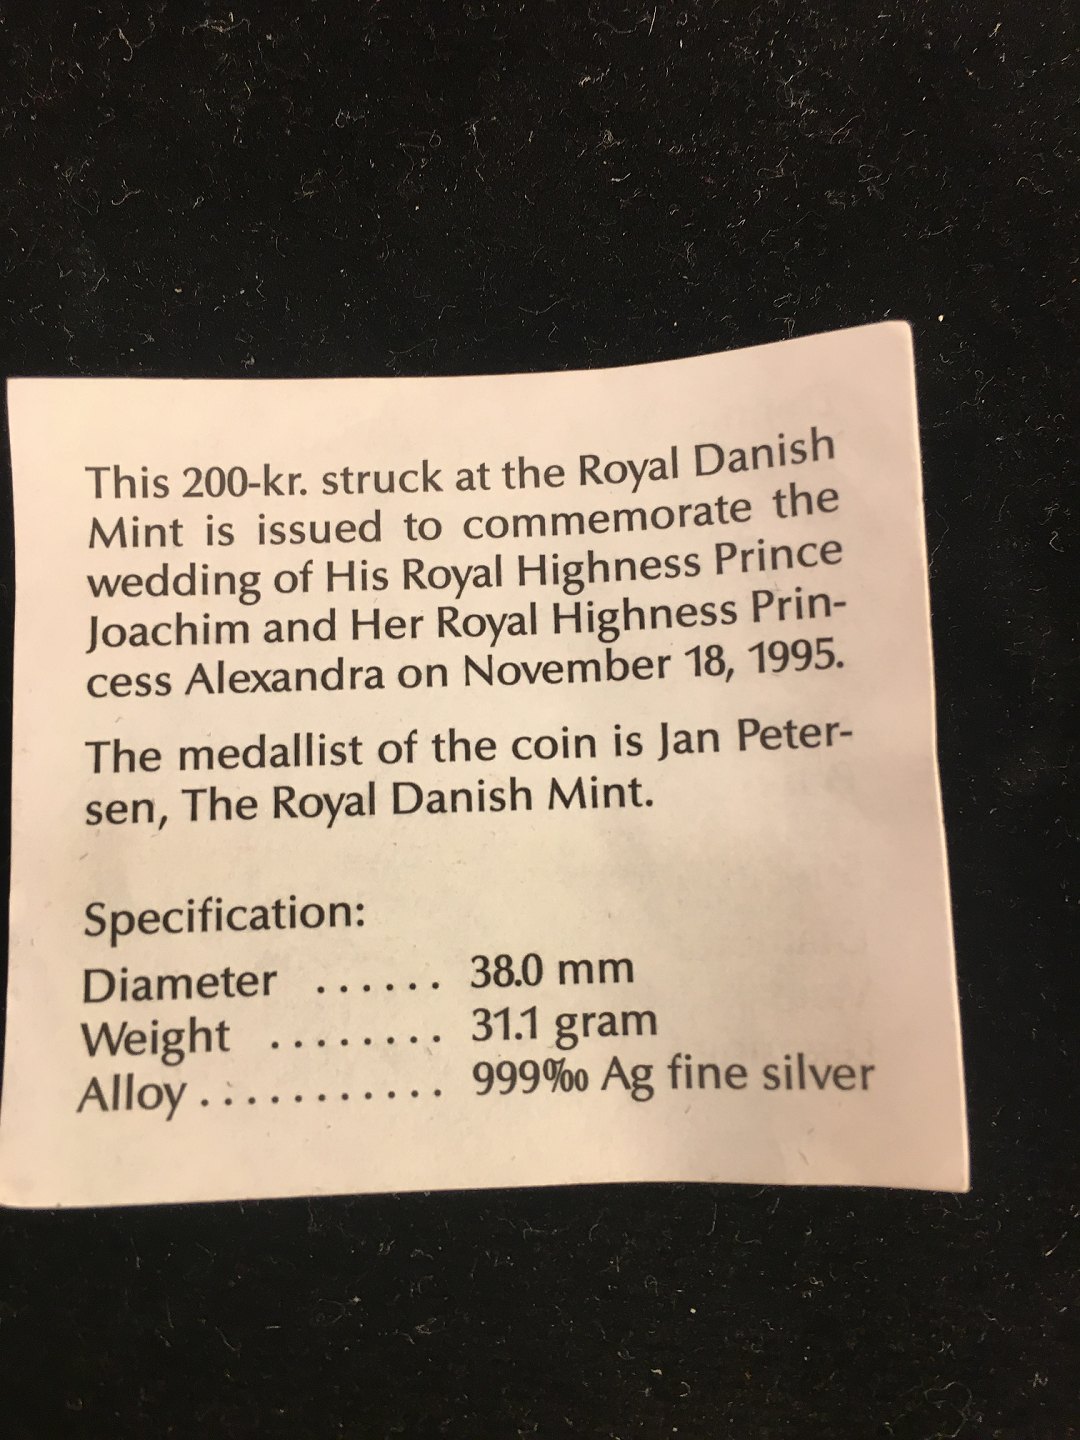 This 200-kr. struck at the Royal Danish
Mint is issued to commemorate the
wedding of His Royal Highness Prince
Joachim and Her Royal Highness Prin-
cess Alexandra on November 18, 1995.
The medallist of the coin is Jan Peter-
sen, The Royal Danish Mint.
Specification:
Diameter ...... 38.0 mm
Weight ........ 31.1 gram
Alloy ........... 999‰ Ag fine silver